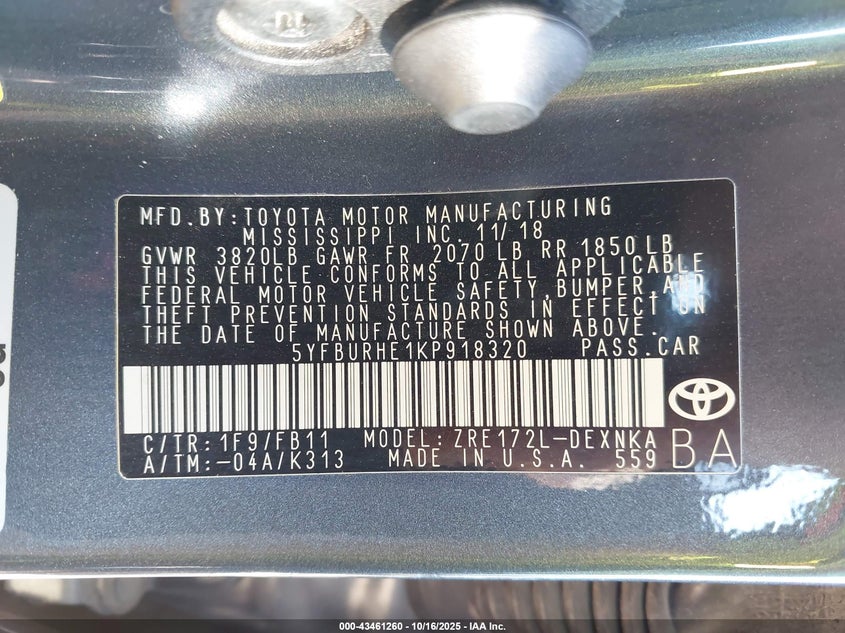 MFD.BY:TOYOTA MOTOR MANUFACTURING
MISSISSIPPI INC. 11/18
GVWR 3820LB GAWR FR 2070 LB RR 1850 LB
THIS VEHICLE CONFORMS TO ALL APPLICABLE
FEDERAL MOTOR VEHICLE SAFETY,BUMPER,AND
THEFT PREVENTION STANDARDS IN EFFECT ON
THE DATE OF MANUFACTURE SHOWN ABOVE.
5YFBURHE1KP918320 PASS.CAR
C/TR:1F9/FB11 MODEL:ZRE172L-DEXNKA
A/TM:-04A/K313 MADE IN U.S.A. 559
BA
000-43461260 - 10/16/2025 - IAA Inc.